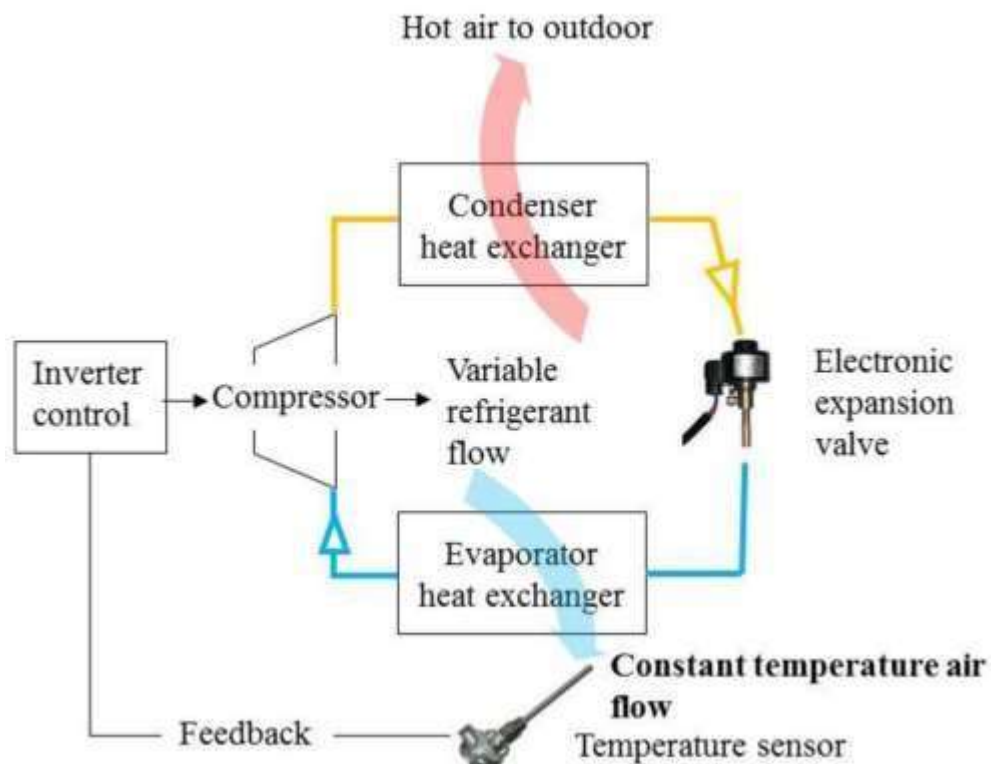 Hot air to outdoor
Condenser
heat exchanger
Inverter
control
Compressor
Variable
refrigerant
flow
Electronic
expansion
valve
Evaporator
heat exchanger
Constant temperature air
flow
Feedback
Temperature sensor